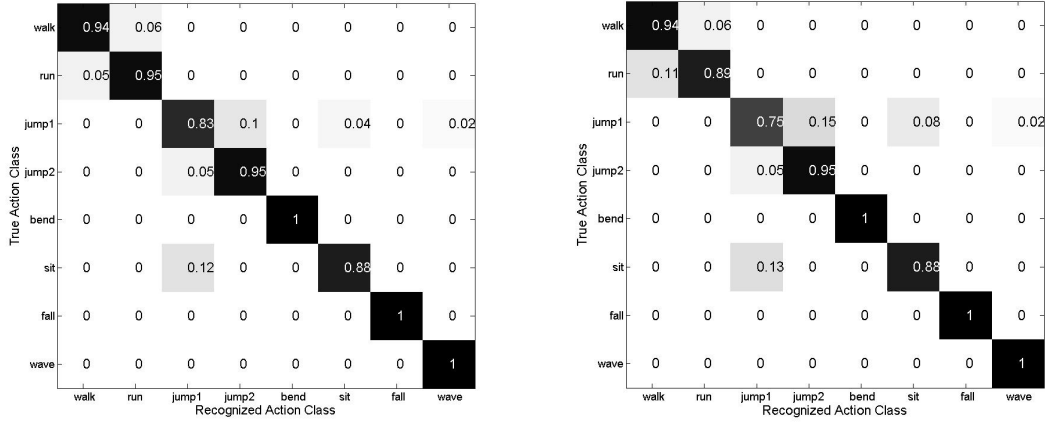 walk 0.94 0.06 0 0 0 0 0 0
run 0.05 0.95 0 0 0 0 0 0
jump1 0 0 0.83 0.1 0 0.04 0 0.02
jump2 0 0 0.05 0.95 0 0 0 0
bend 0 0 0 0 1 0 0 0
sit 0 0 0.12 0 0 0.88 0 0
fall 0 0 0 0 0 0 1 0
wave 0 0 0 0 0 0 0 1
walk run jump1 jump2 bend sit fall wave
Recognized Action Class
True Action Class
walk 0.94 0.06 0 0 0 0 0 0
run 0.11 0.89 0 0 0 0 0 0
jump1 0 0 0.75 0.15 0 0.08 0 0.02
jump2 0 0 0.05 0.95 0 0 0 0
bend 0 0 0 0 1 0 0 0
sit 0 0 0.13 0 0 0.88 0 0
fall 0 0 0 0 0 0 1 0
wave 0 0 0 0 0 0 0 1
walk run jump1 jump2 bend sit fall wave
Recognized Action Class
True Action Class